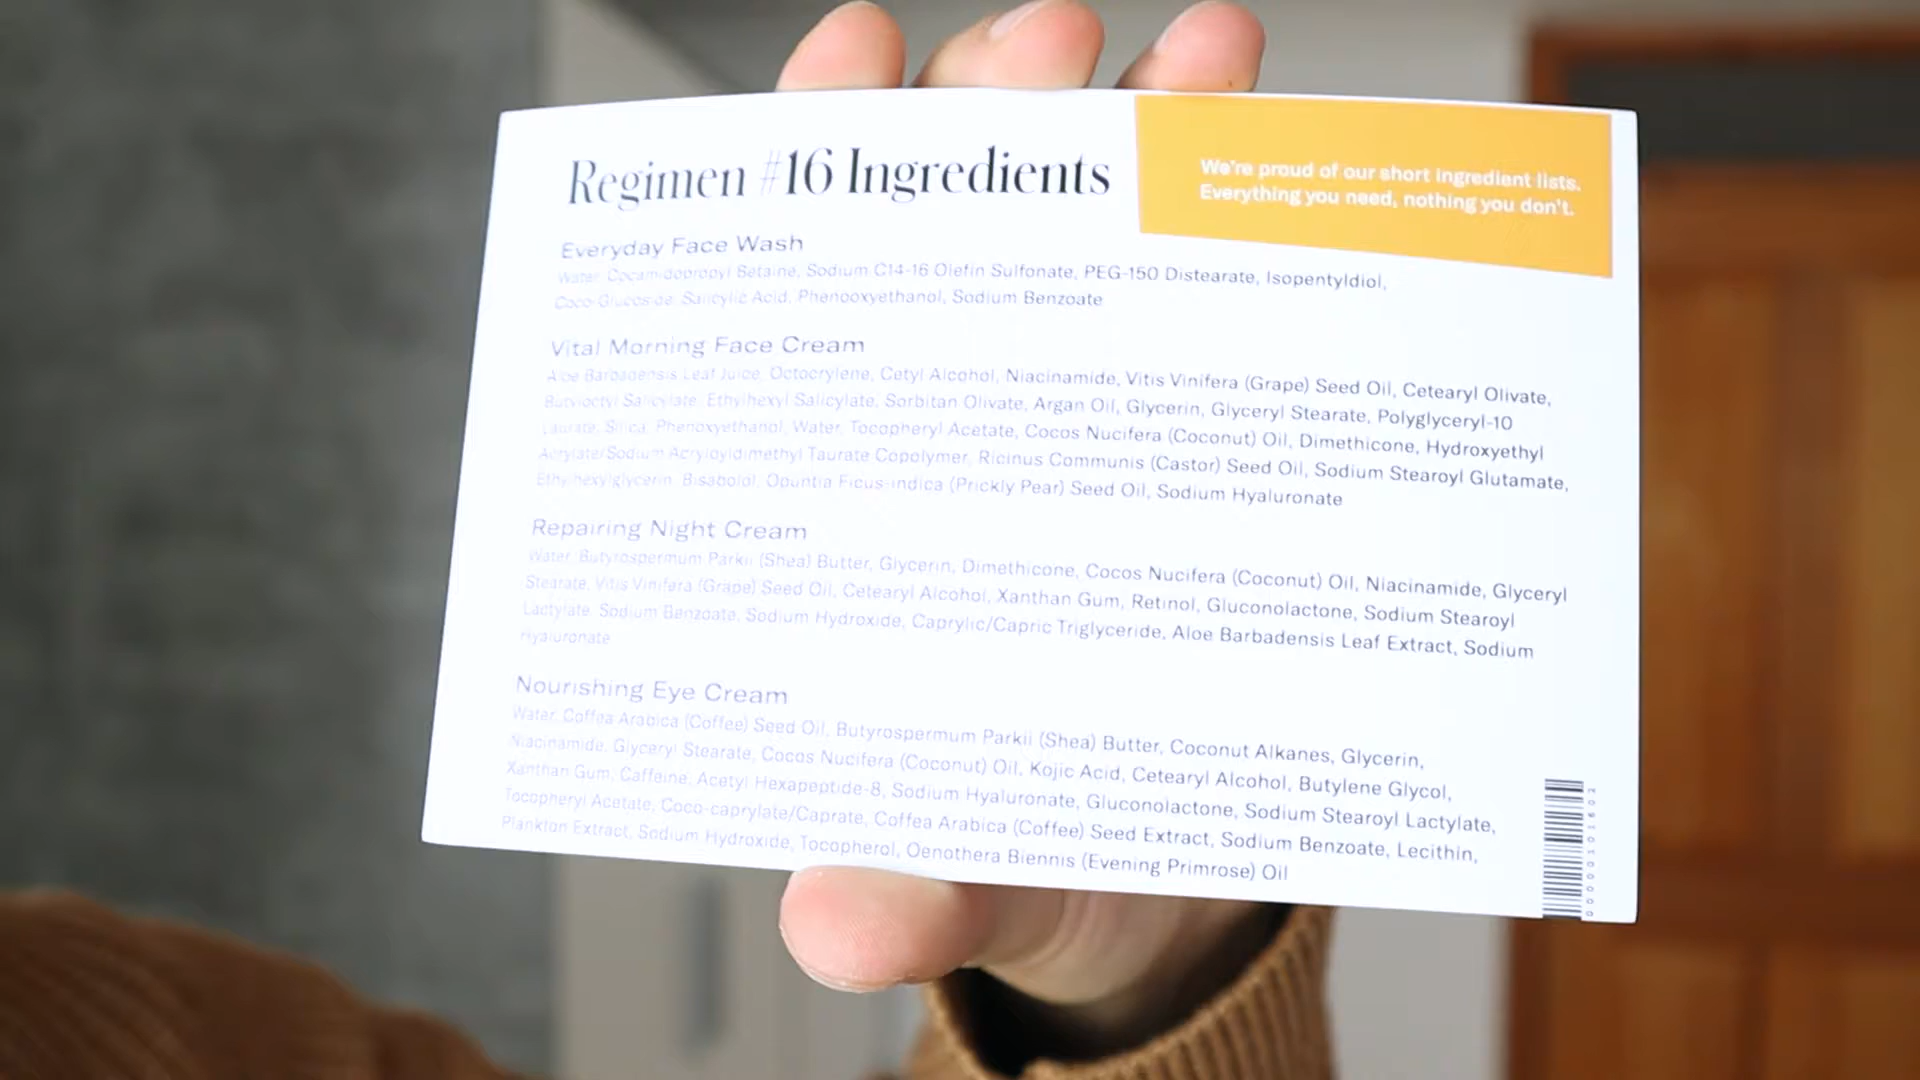 Regimen #16 Ingredients
We're proud of our short ingredient lists.
Everything you need, nothing you don't.
Everyday Face Wash
Water, Cocamidopropyl Betaine, Sodium C14-16 Olefin Sulfonate, PEG-150 Distearate, Isopentyldiol,
Coco-Glucoside, Salicylic Acid, Phenooxyethanol, Sodium Benzoate
Vital Morning Face Cream
Aloe Barbadensis Leaf Juice, Octocrylene, Cetyl Alcohol, Niacinamide, Vitis Vinifera (Grape) Seed Oil, Cetearyl Olivate,
Butyloctyl Salicylate, Ethylhexyl Salicylate, Sorbitan Olivate, Argan Oil, Glycerin, Glyceryl Stearate, Polyglyceryl-10
Laurate, Silica, Phenoxyethanol, Water, Tocopheryl Acetate, Cocos Nucifera (Coconut) Oil, Dimethicone, Hydroxyethyl
Acrylate/Sodium Acryloyldimethyl Taurate Copolymer, Ricinus Communis (Castor) Seed Oil, Sodium Stearoyl Glutamate,
Ethylhexylglycerin, Bisabolol, Opuntia Ficus-indica (Prickly Pear) Seed Oil, Sodium Hyaluronate
Repairing Night Cream
Water, Butyrospermum Parkii (Shea) Butter, Glycerin, Dimethicone, Cocos Nucifera (Coconut) Oil, Niacinamide, Glyceryl
Stearate, Vitis Vinifera (Grape) Seed Oil, Cetearyl Alcohol, Xanthan Gum, Retinol, Gluconolactone, Sodium Stearoyl
Lactylate, Sodium Benzoate, Sodium Hydroxide, Caprylic/Capric Triglyceride, Aloe Barbadensis Leaf Extract, Sodium
Hyaluronate
Nourishing Eye Cream
Water, Coffea Arabica (Coffee) Seed Oil, Butyrospermum Parkii (Shea) Butter, Coconut Alkanes, Glycerin,
Niacinamide, Glyceryl Stearate, Cocos Nucifera (Coconut) Oil, Kojic Acid, Cetearyl Alcohol, Butylene Glycol,
Xanthan Gum, Caffeine, Acetyl Hexapeptide-8, Sodium Hyaluronate, Gluconolactone, Sodium Stearoyl Lactylate,
Tocopheryl Acetate, Coco-caprylate/Caprate, Coffea Arabica (Coffee) Seed Extract, Sodium Benzoate, Lecithin,
Plankton Extract, Sodium Hydroxide, Tocopherol, Oenothera Biennis (Evening Primrose) Oil